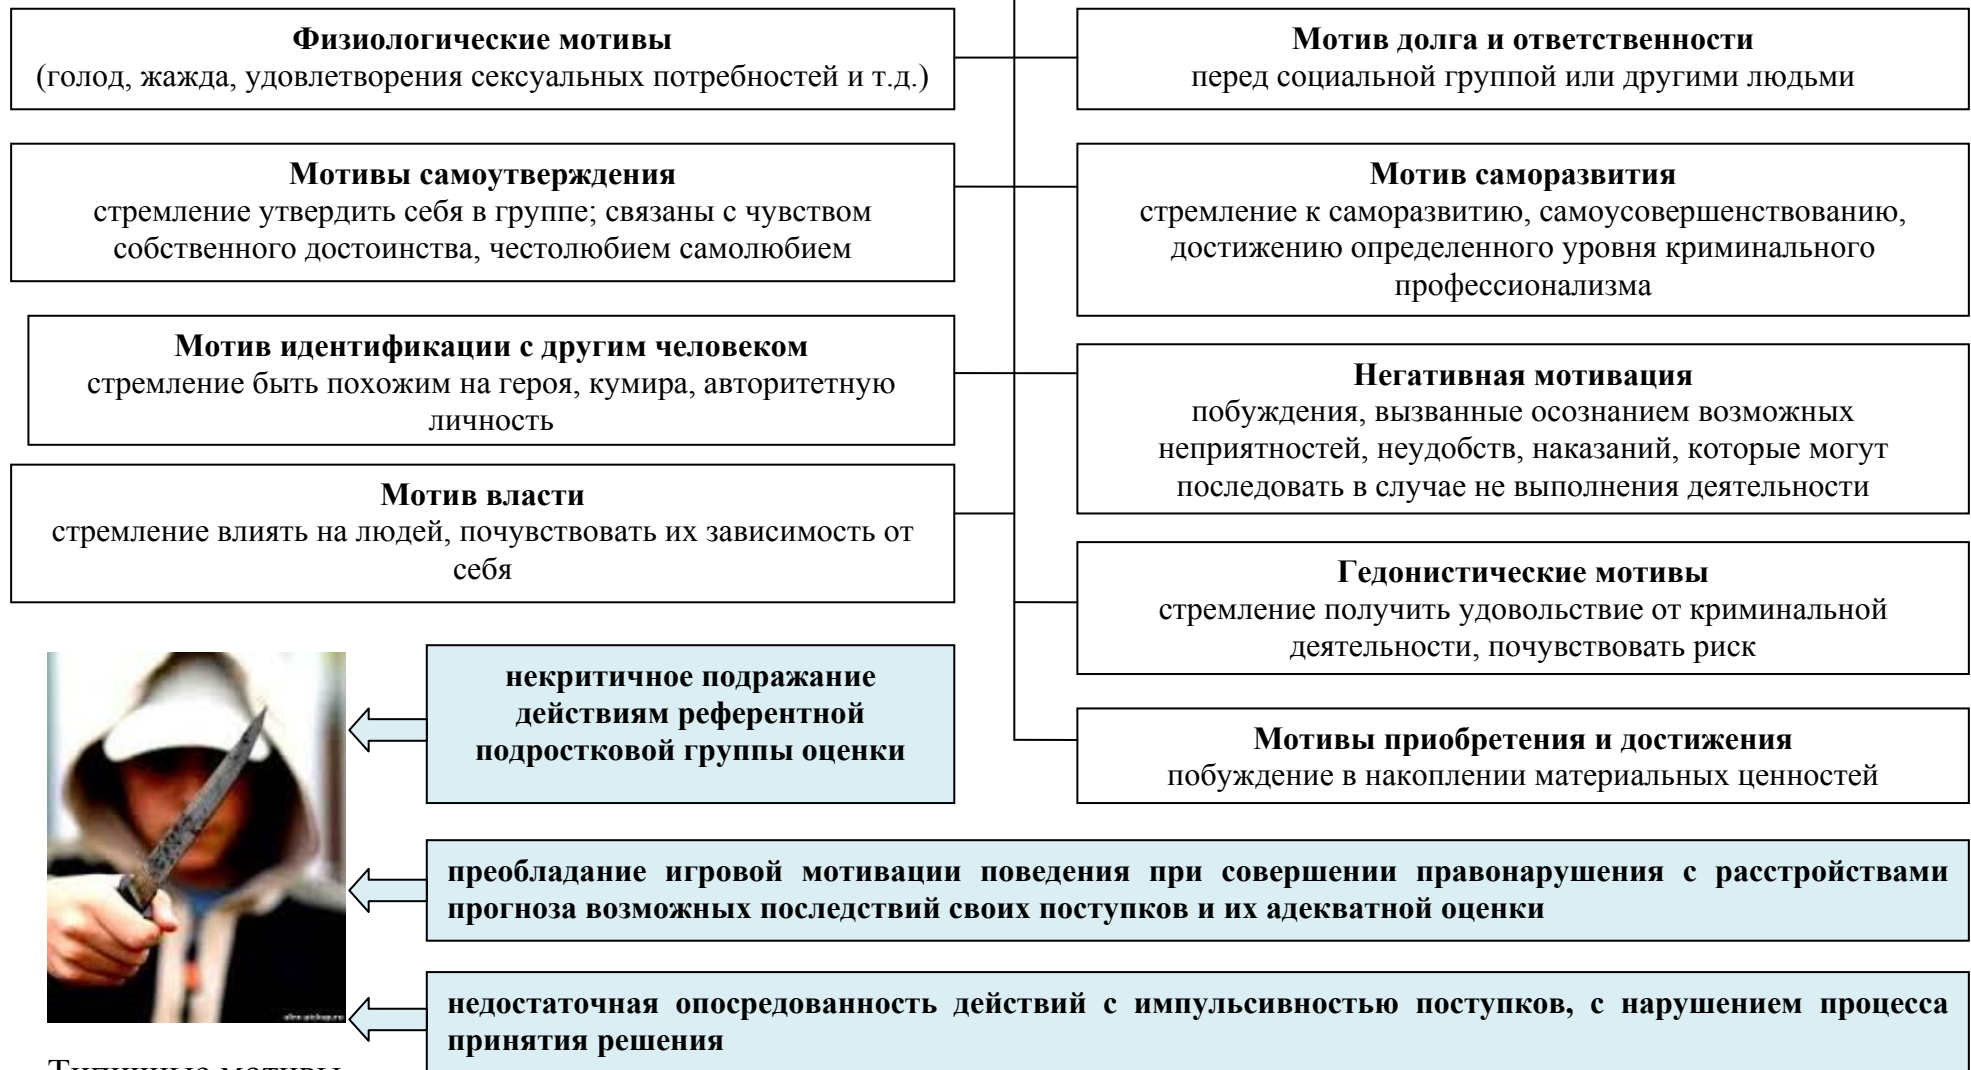 Физиологические мотивы
(голод, жажда, удовлетворения сексуальных потребностей и т.д.)
Мотивы самоутверждения
стремление утвердить себя в группе; связаны с чувством
собственного достоинства, честолюбием самолюбием
Мотив идентификации с другим человеком
стремление быть похожим на героя, кумира, авторитетную
личность
Мотив власти
стремление влиять на людей, почувствовать их зависимость от
себя
Мотив долга и ответственности
перед социальной группой или другими людьми
Мотив саморазвития
стремление к саморазвитию, самоусовершенствованию,
достижению определенного уровня криминального
профессионализма
Негативная мотивация
побуждения, вызванные осознанием возможных
неприятностей, неудобств, наказаний, которые могут
последовать в случае не выполнения деятельности
Гедонистические мотивы
стремление получить удовольствие от криминальной
деятельности, почувствовать риск
Мотивы приобретения и достижения
побуждение в накоплении материальных ценностей
некритичное подражание
действиям референтной
подростковой группы оценки
преобладание игровой мотивации поведения при совершении правонарушения с расстройствами
прогноза возможных последствий своих поступков и их адекватной оценки
недостаточная опосредованность действий с импульсивностью поступков, с нарушением процесса
принятия решения
Типичные мотивы